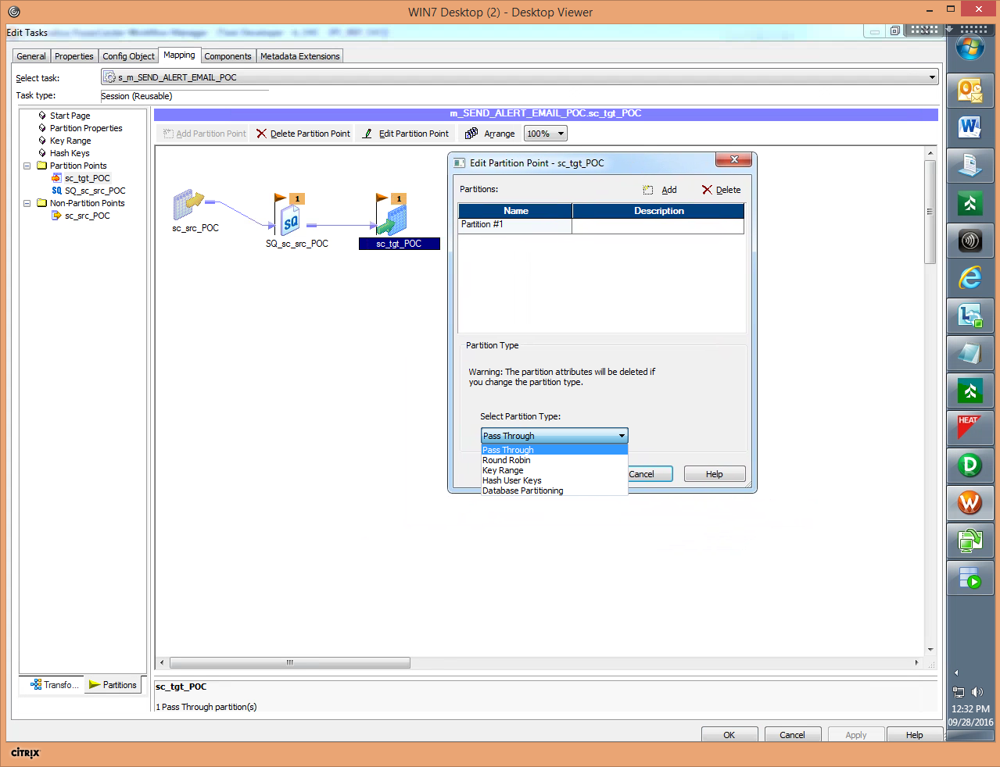 WIN7 Desktop (2) - Desktop Viewer
Edit Tasks
General
Properties
Config Object
Mapping
Components
Metadata Extensions
Select task:
s_m_SEND_ALERT_EMAIL_POC
Task type:
Session (Reusable)
Start Page
Partition Properties
Key Range
Hash Keys
Partition Points
sc_tgt_POC
SQ SQ_sc_src_POC
Non-Partition Points
sc_src_POC
m_SEND_ALERT_EMAIL_POC.sc_tgt_POC
Add Partition Point
Delete Partition Point
Edit Partition Point
Arrange
100%
sc_src_POC
1
SQ
SQ_sc_src_POC
1
sc_tgt_POC
Edit Partition Point - sc_tgt_POC
Partitions:
Add
Delete
Name
Description
Partition #1
Partition Type
Warning: The partition attributes will be deleted if
you change the partition type.
Select Partition Type:
Pass Through
Pass Through
Round Robin
Key Range
Hash User Keys
Database Partitioning
Cancel
Help
Transfo...
Partitions
sc_tgt_POC
1 Pass Through partition(s)
OK
Cancel
Apply
Help
HEAT
12:32 PM
09/28/2016
CITRIX